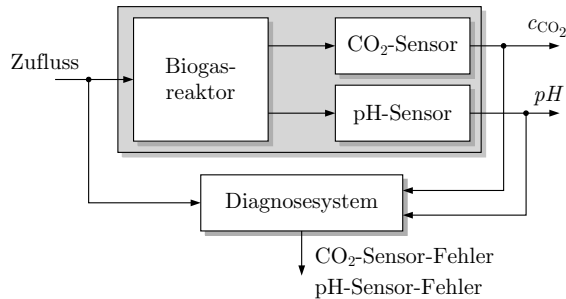 Zufluss
Biogas-
reaktor
CO₂-Sensor
c_CO₂
pH-Sensor
pH
Diagnosesystem
CO₂-Sensor-Fehler
pH-Sensor-Fehler